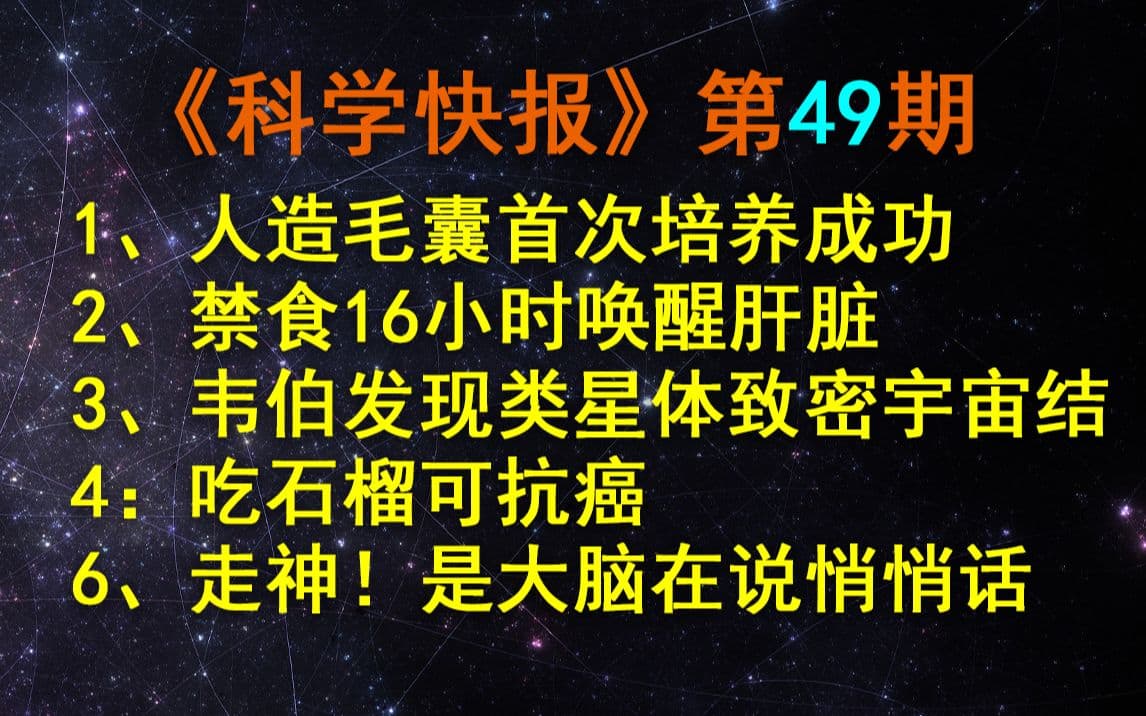 《科学快报》第49期
1、人造毛囊首次培养成功
2、禁食16小时唤醒肝脏
3、韦伯发现类星体致密宇宙结
4：吃石榴可抗癌
6、走神！是大脑在说悄悄话